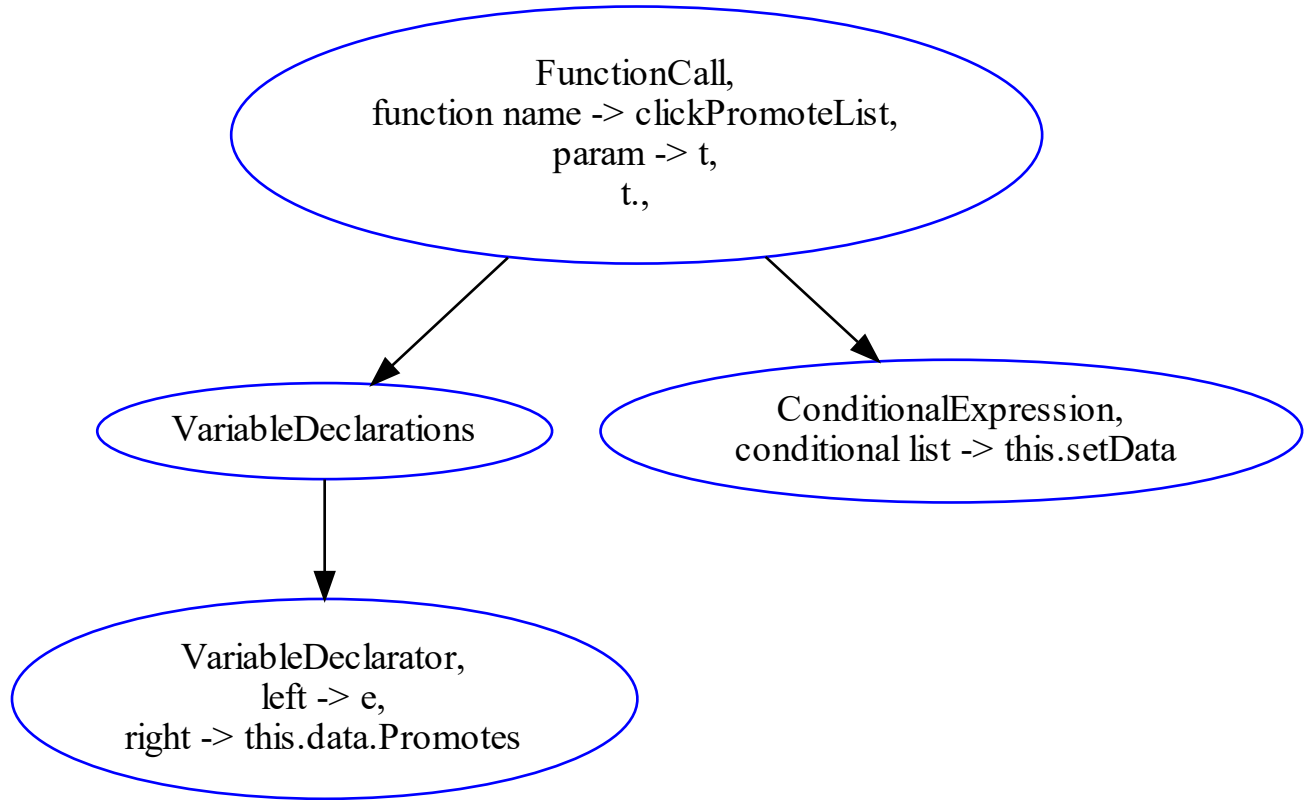 FunctionCall,
function name -> clickPromoteList,
param -> t,
t.,
VariableDeclarations
ConditionalExpression,
conditional list -> this.setData
VariableDeclarator,
left -> e,
right -> this.data.Promotes